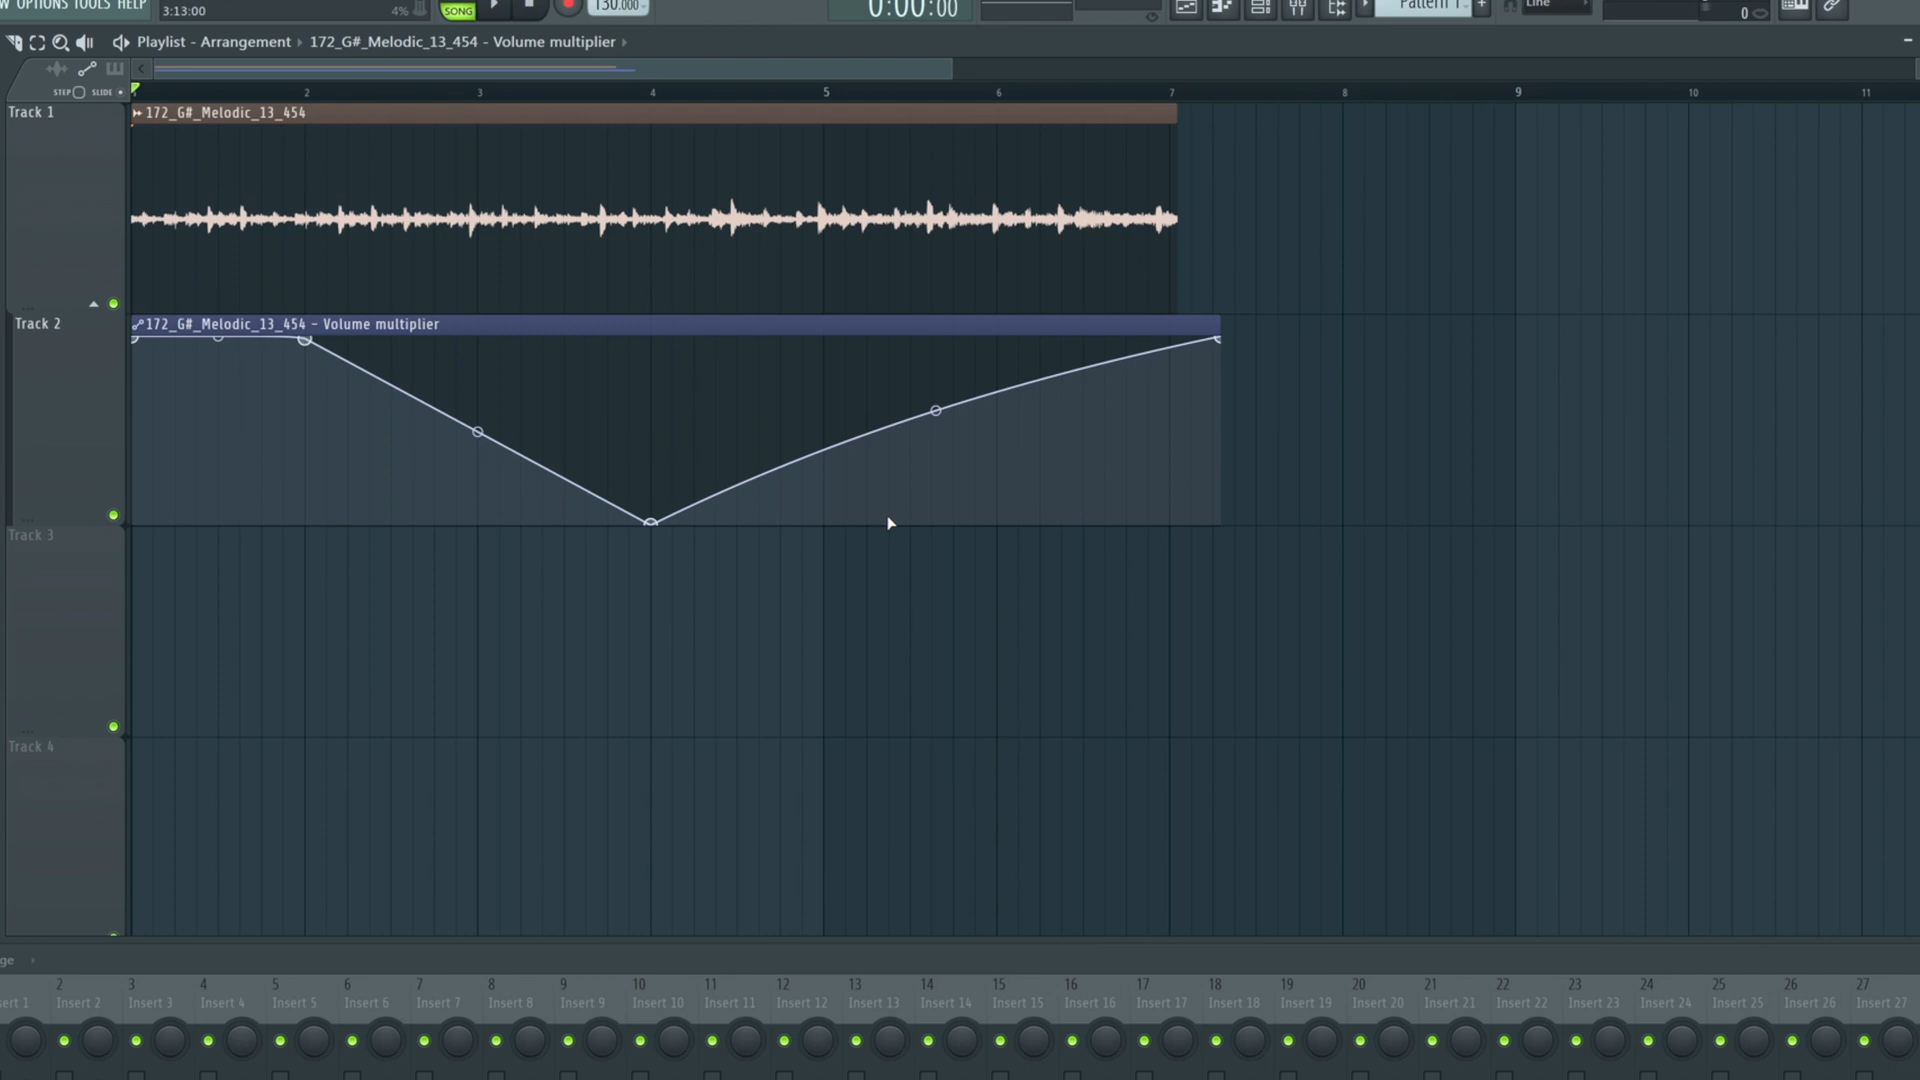 W OPTIONS TOOLS HELP
3:13:00
4%
SONG
130.000
0:00:00
Pattern 1
+
Line
0
Playlist - Arrangement 172_G#_Melodic_13_454 - Volume multiplier
STEP SLIDE
2 3 4 5 6 7 8 9 10 11
Track 1
172_G#_Melodic_13_454
Track 2
172_G#_Melodic_13_454 - Volume multiplier
Track 3
Track 4
ge
2 3 4 5 6 7 8 9 10 11 12 13 14 15 16 17 18 19 20 21 22 23 24 25 26 27
sert 1 Insert 2 Insert 3 Insert 4 Insert 5 Insert 6 Insert 7 Insert 8 Insert 9 Insert 10 Insert 11 Insert 12 Insert 13 Insert 14 Insert 15 Insert 16 Insert 17 Insert 18 Insert 19 Insert 20 Insert 21 Insert 22 Insert 23 Insert 24 Insert 25 Insert 26 Insert 27